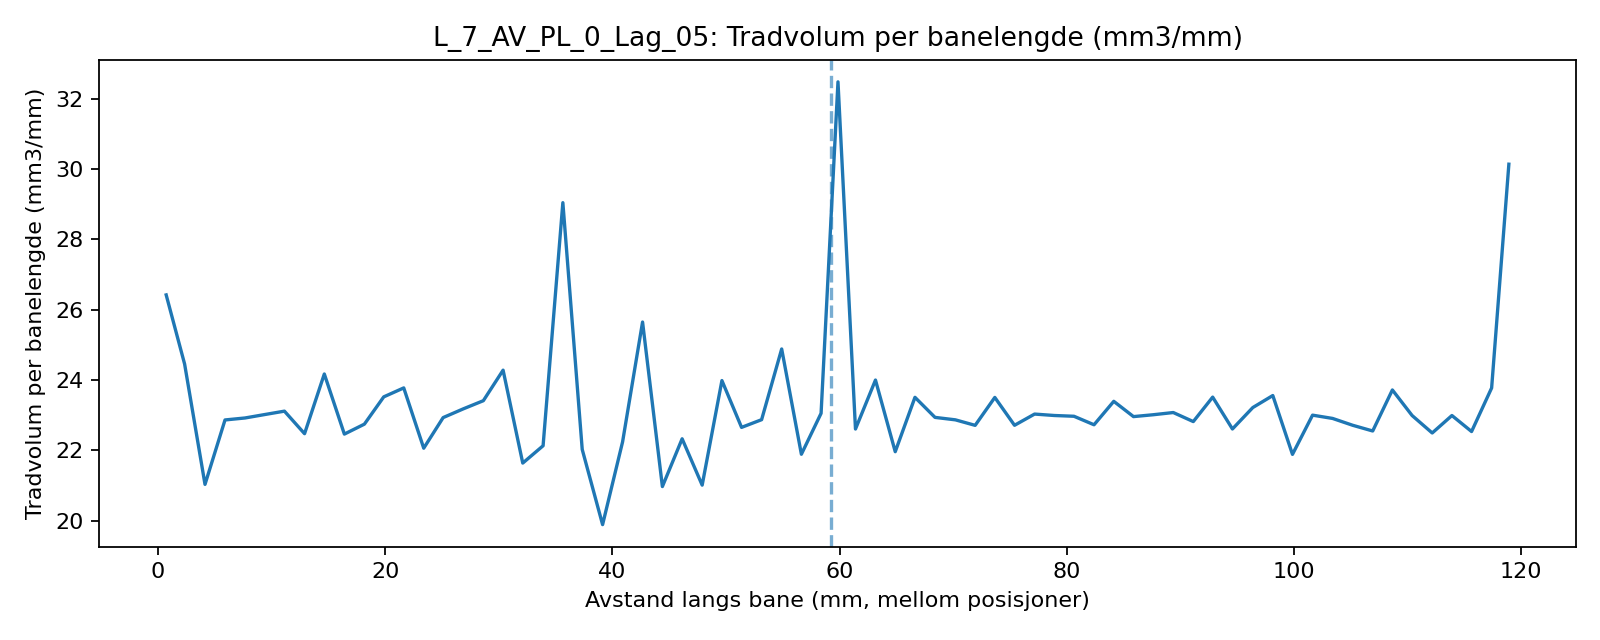 L_7_AV_PL_0_Lag_05: Tradvolum per banelengde (mm3/mm)
Tradvolum per banelengde (mm3/mm)
32
30
28
26
24
22
20
0 20 40 60 80 100 120
Avstand langs bane (mm, mellom posisjoner)